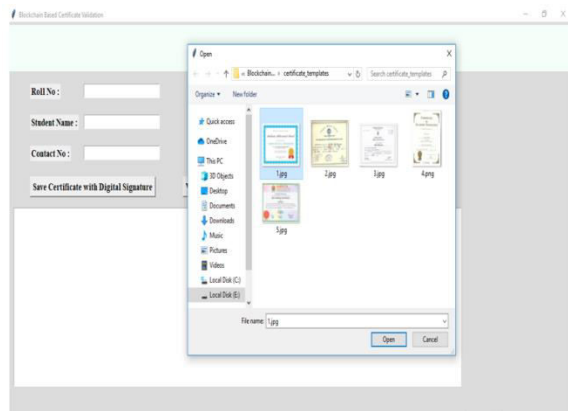 Blockchain Based Certificate Validation
Open
« Blockchain... › certificate_templates
Search certificate_templates
Organize
New folder
Roll No :
Student Name :
Contact No :
Save Certificate with Digital Signature
Quick access
OneDrive
This PC
3D Objects
Desktop
Documents
Downloads
Music
Pictures
Videos
Local Disk (C:)
Local Disk (E:)
1.jpg
2.jpg
3.jpg
4.png
5.jpg
File name: 1.jpg
Open
Cancel